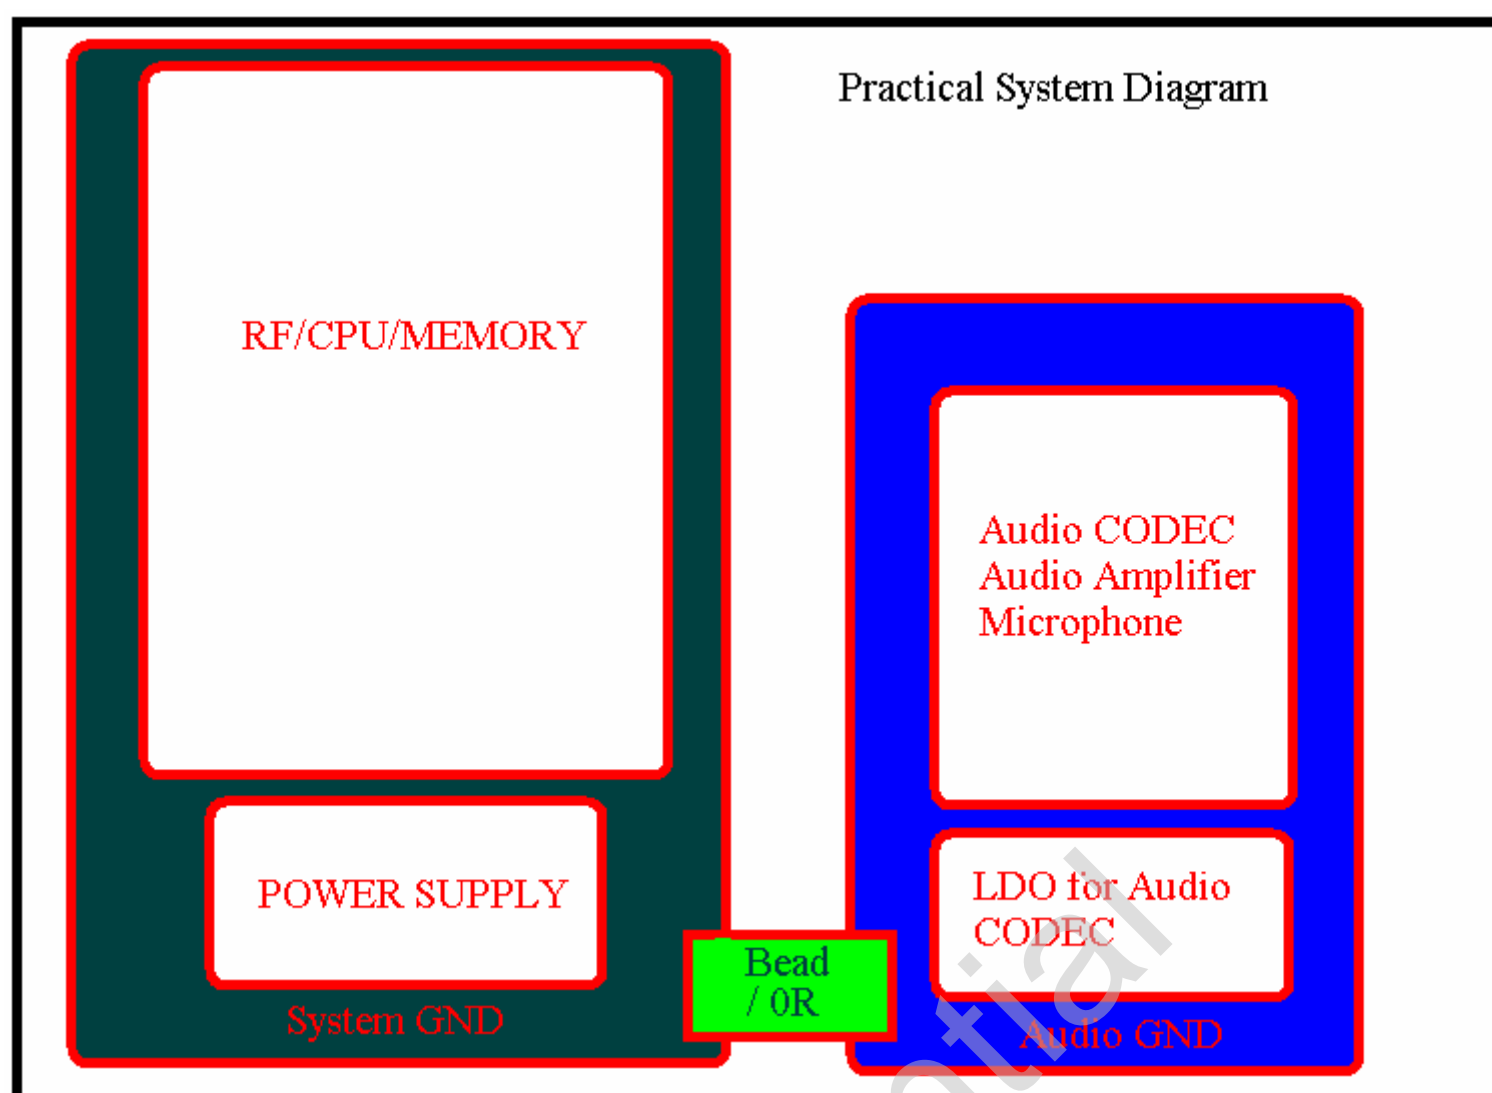 Practical System Diagram
RF/CPU/MEMORY
Audio CODEC
Audio Amplifier
Microphone
POWER SUPPLY
LDO for Audio
CODEC
Bead
/ 0R
System GND
Audio GND
ntial